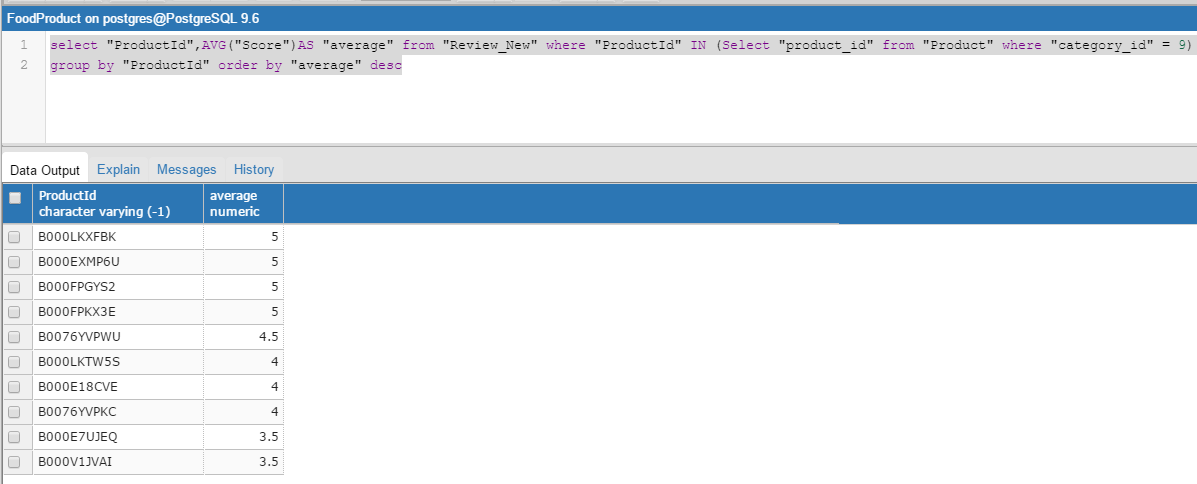 FoodProduct on postgres@PostgreSQL 9.6
1 select "ProductId",AVG("Score")AS "average" from "Review_New" where "ProductId" IN (Select "product_id" from "Product" where "category_id" = 9)
2 group by "ProductId" order by "average" desc
Data Output Explain Messages History
ProductId average
character varying (-1) numeric
B000LKXFBK 5
B000EXMP6U 5
B000FPGYS2 5
B000FPKX3E 5
B0076YVPWU 4.5
B000LKTW5S 4
B000E18CVE 4
B0076YVPKC 4
B000E7UJEQ 3.5
B000V1JVAI 3.5